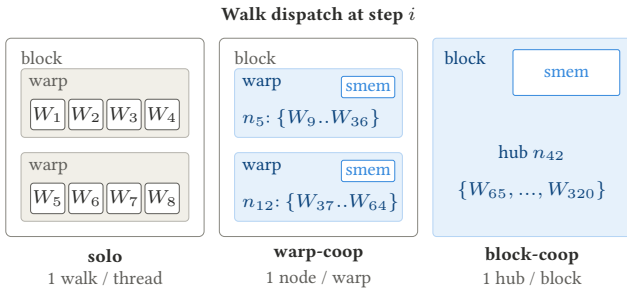 Walk dispatch at step i
block
warp
W₁ W₂ W₃ W₄
warp
W₅ W₆ W₇ W₈
solo
1 walk / thread
block
warp
smem
n₅: {W₉..W₃₆}
warp
smem
n₁₂: {W₃₇..W₆₄}
warp-coop
1 node / warp
block
smem
hub n₄₂
{W₆₅, ..., W₃₂₀}
block-coop
1 hub / block